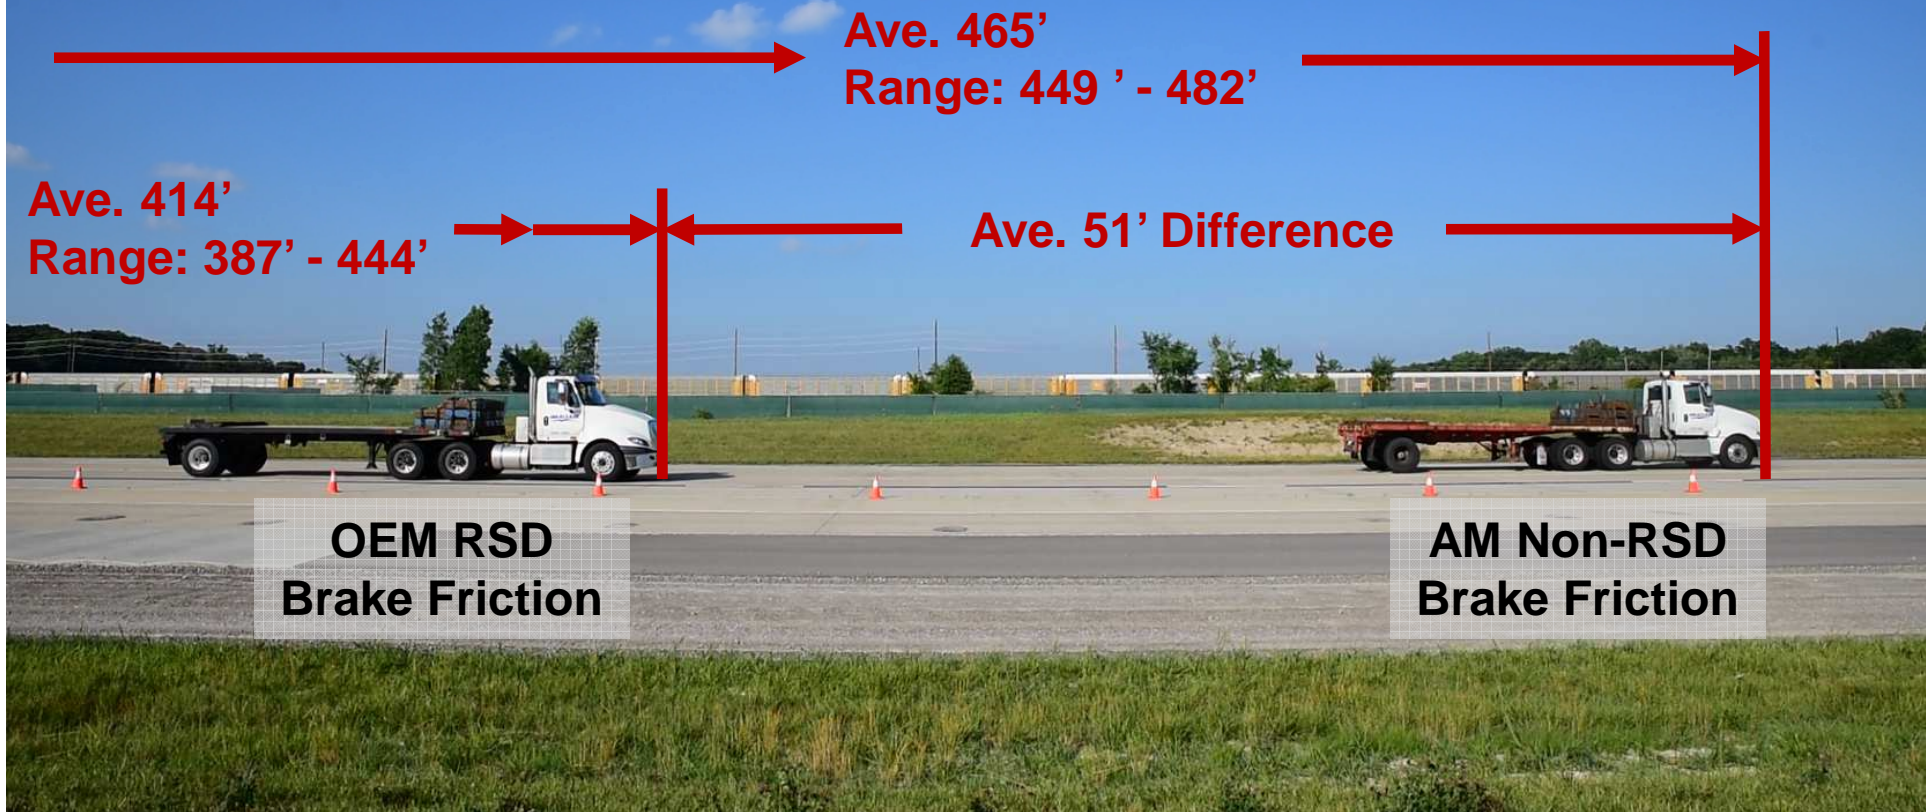 Ave. 465’
Range: 449 ’ - 482’
Ave. 414’
Range: 387’ - 444’
Ave. 51’ Difference
OEM RSD
Brake Friction
AM Non-RSD
Brake Friction